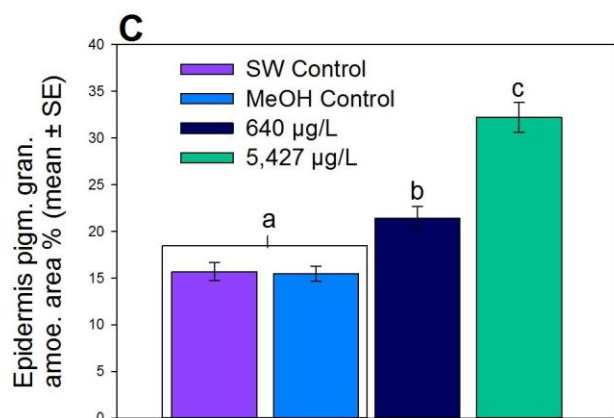 C
Epidermis pigm. gran.
amoe. area % (mean ± SE)
40
35
30
25
20
15
10
5
0
SW Control
MeOH Control
640 µg/L
5,427 µg/L
a
b
c